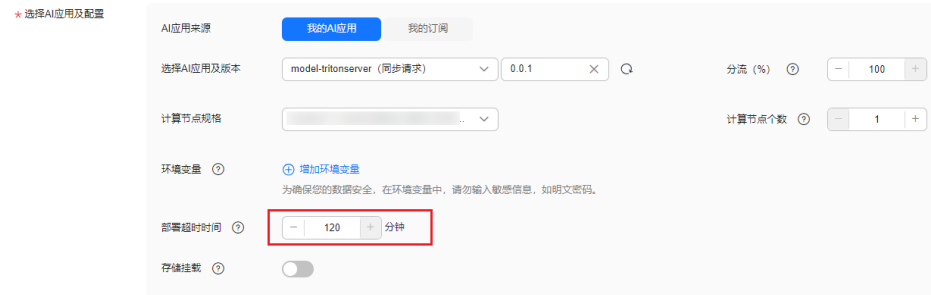 * 选择AI应用及配置
AI应用来源 我的AI应用 我的订阅
选择AI应用及版本 model-tritonserver（同步请求） 0.0.1 分流（%） ? - 100 +
计算节点规格 .. 计算节点个数 ? - 1 +
环境变量 ? 增加环境变量
为确保您的数据安全，在环境变量中，请勿输入敏感信息，如明文密码。
部署超时时间 ? - 120 + 分钟
存储挂载 ?